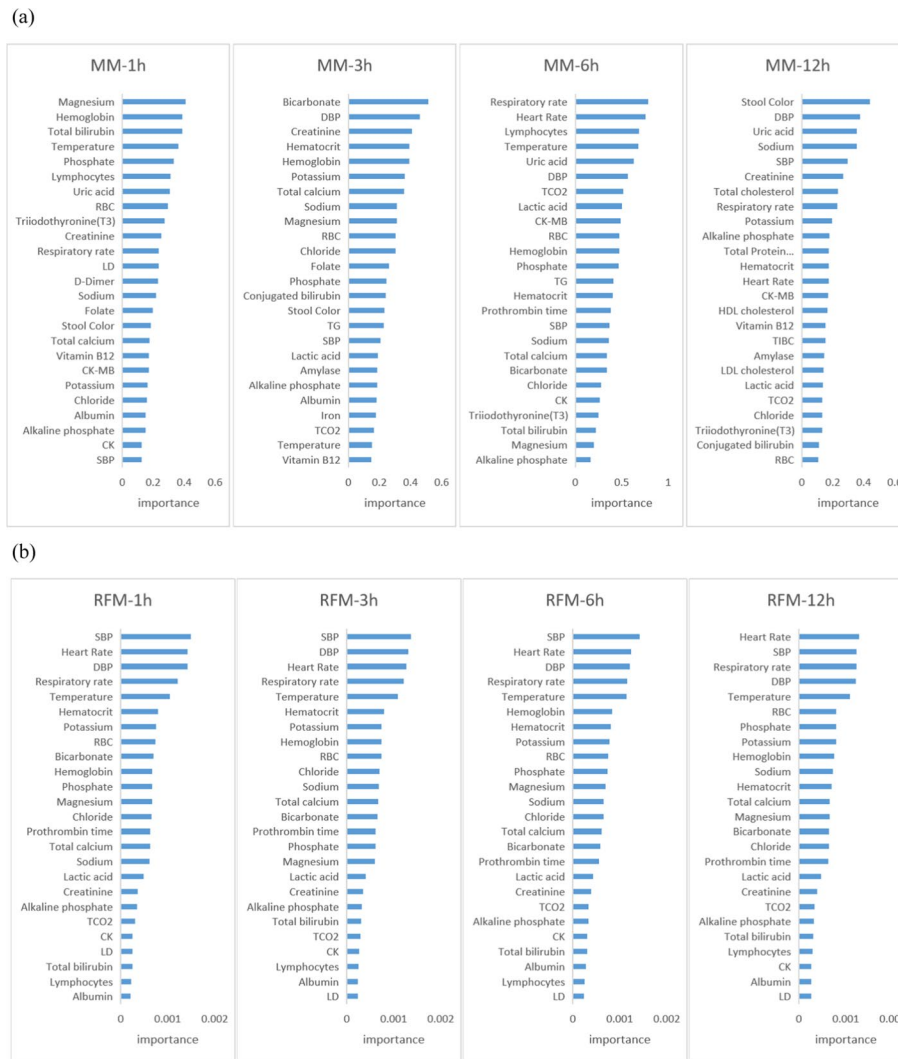 (a)
MM-1h
Magnesium
Hemoglobin
Total bilirubin
Temperature
Phosphate
Lymphocytes
Uric acid
RBC
Triiodothyronine(T3)
Creatinine
Respiratory rate
LD
D-Dimer
Sodium
Folate
Stool Color
Total calcium
Vitamin B12
CK-MB
Potassium
Chloride
Albumin
Alkaline phosphate
CK
SBP
0 0.2 0.4 0.6
importance
MM-3h
Bicarbonate
DBP
Creatinine
Hematocrit
Hemoglobin
Potassium
Total calcium
Sodium
Magnesium
RBC
Chloride
Folate
Phosphate
Conjugated bilirubin
Stool Color
TG
SBP
Lactic acid
Amylase
Alkaline phosphate
Albumin
Iron
TCO2
Temperature
Vitamin B12
0 0.2 0.4 0.6
importance
MM-6h
Respiratory rate
Heart Rate
Lymphocytes
Temperature
Uric acid
DBP
TCO2
Lactic acid
CK-MB
RBC
Hemoglobin
Phosphate
TG
Hematocrit
Prothrombin time
SBP
Sodium
Total calcium
Bicarbonate
Chloride
CK
Triiodothyronine(T3)
Total bilirubin
Magnesium
Alkaline phosphate
0 0.5 1
importance
MM-12h
Stool Color
DBP
Uric acid
Sodium
SBP
Creatinine
Total cholesterol
Respiratory rate
Potassium
Alkaline phosphate
Total Protein...
Hematocrit
Heart Rate
CK-MB
HDL cholesterol
Vitamin B12
TIBC
Amylase
LDL cholesterol
Lactic acid
TCO2
Chloride
Triiodothyronine(T3)
Conjugated bilirubin
RBC
0 0.2 0.4
importance
(b)
RFM-1h
SBP
Heart Rate
DBP
Respiratory rate
Temperature
Hematocrit
Potassium
RBC
Bicarbonate
Hemoglobin
Phosphate
Magnesium
Chloride
Prothrombin time
Total calcium
Sodium
Lactic acid
Creatinine
Alkaline phosphate
TCO2
CK
LD
Total bilirubin
Lymphocytes
Albumin
0 0.001 0.002
importance
RFM-3h
SBP
DBP
Heart Rate
Respiratory rate
Temperature
Hematocrit
Potassium
Hemoglobin
RBC
Chloride
Sodium
Total calcium
Bicarbonate
Prothrombin time
Phosphate
Magnesium
Lactic acid
Creatinine
Alkaline phosphate
Total bilirubin
TCO2
CK
Lymphocytes
Albumin
LD
0 0.001 0.002
importance
RFM-6h
SBP
Heart Rate
DBP
Respiratory rate
Temperature
Hemoglobin
Hematocrit
Potassium
RBC
Phosphate
Magnesium
Sodium
Chloride
Total calcium
Bicarbonate
Prothrombin time
Lactic acid
Creatinine
TCO2
Alkaline phosphate
CK
Total bilirubin
Albumin
Lymphocytes
LD
0 0.001 0.002
importance
RFM-12h
Heart Rate
SBP
Respiratory rate
DBP
Temperature
RBC
Phosphate
Potassium
Hemoglobin
Sodium
Hematocrit
Total calcium
Magnesium
Bicarbonate
Chloride
Prothrombin time
Lactic acid
Creatinine
TCO2
Alkaline phosphate
Total bilirubin
Lymphocytes
CK
Albumin
LD
0 0.001
importance